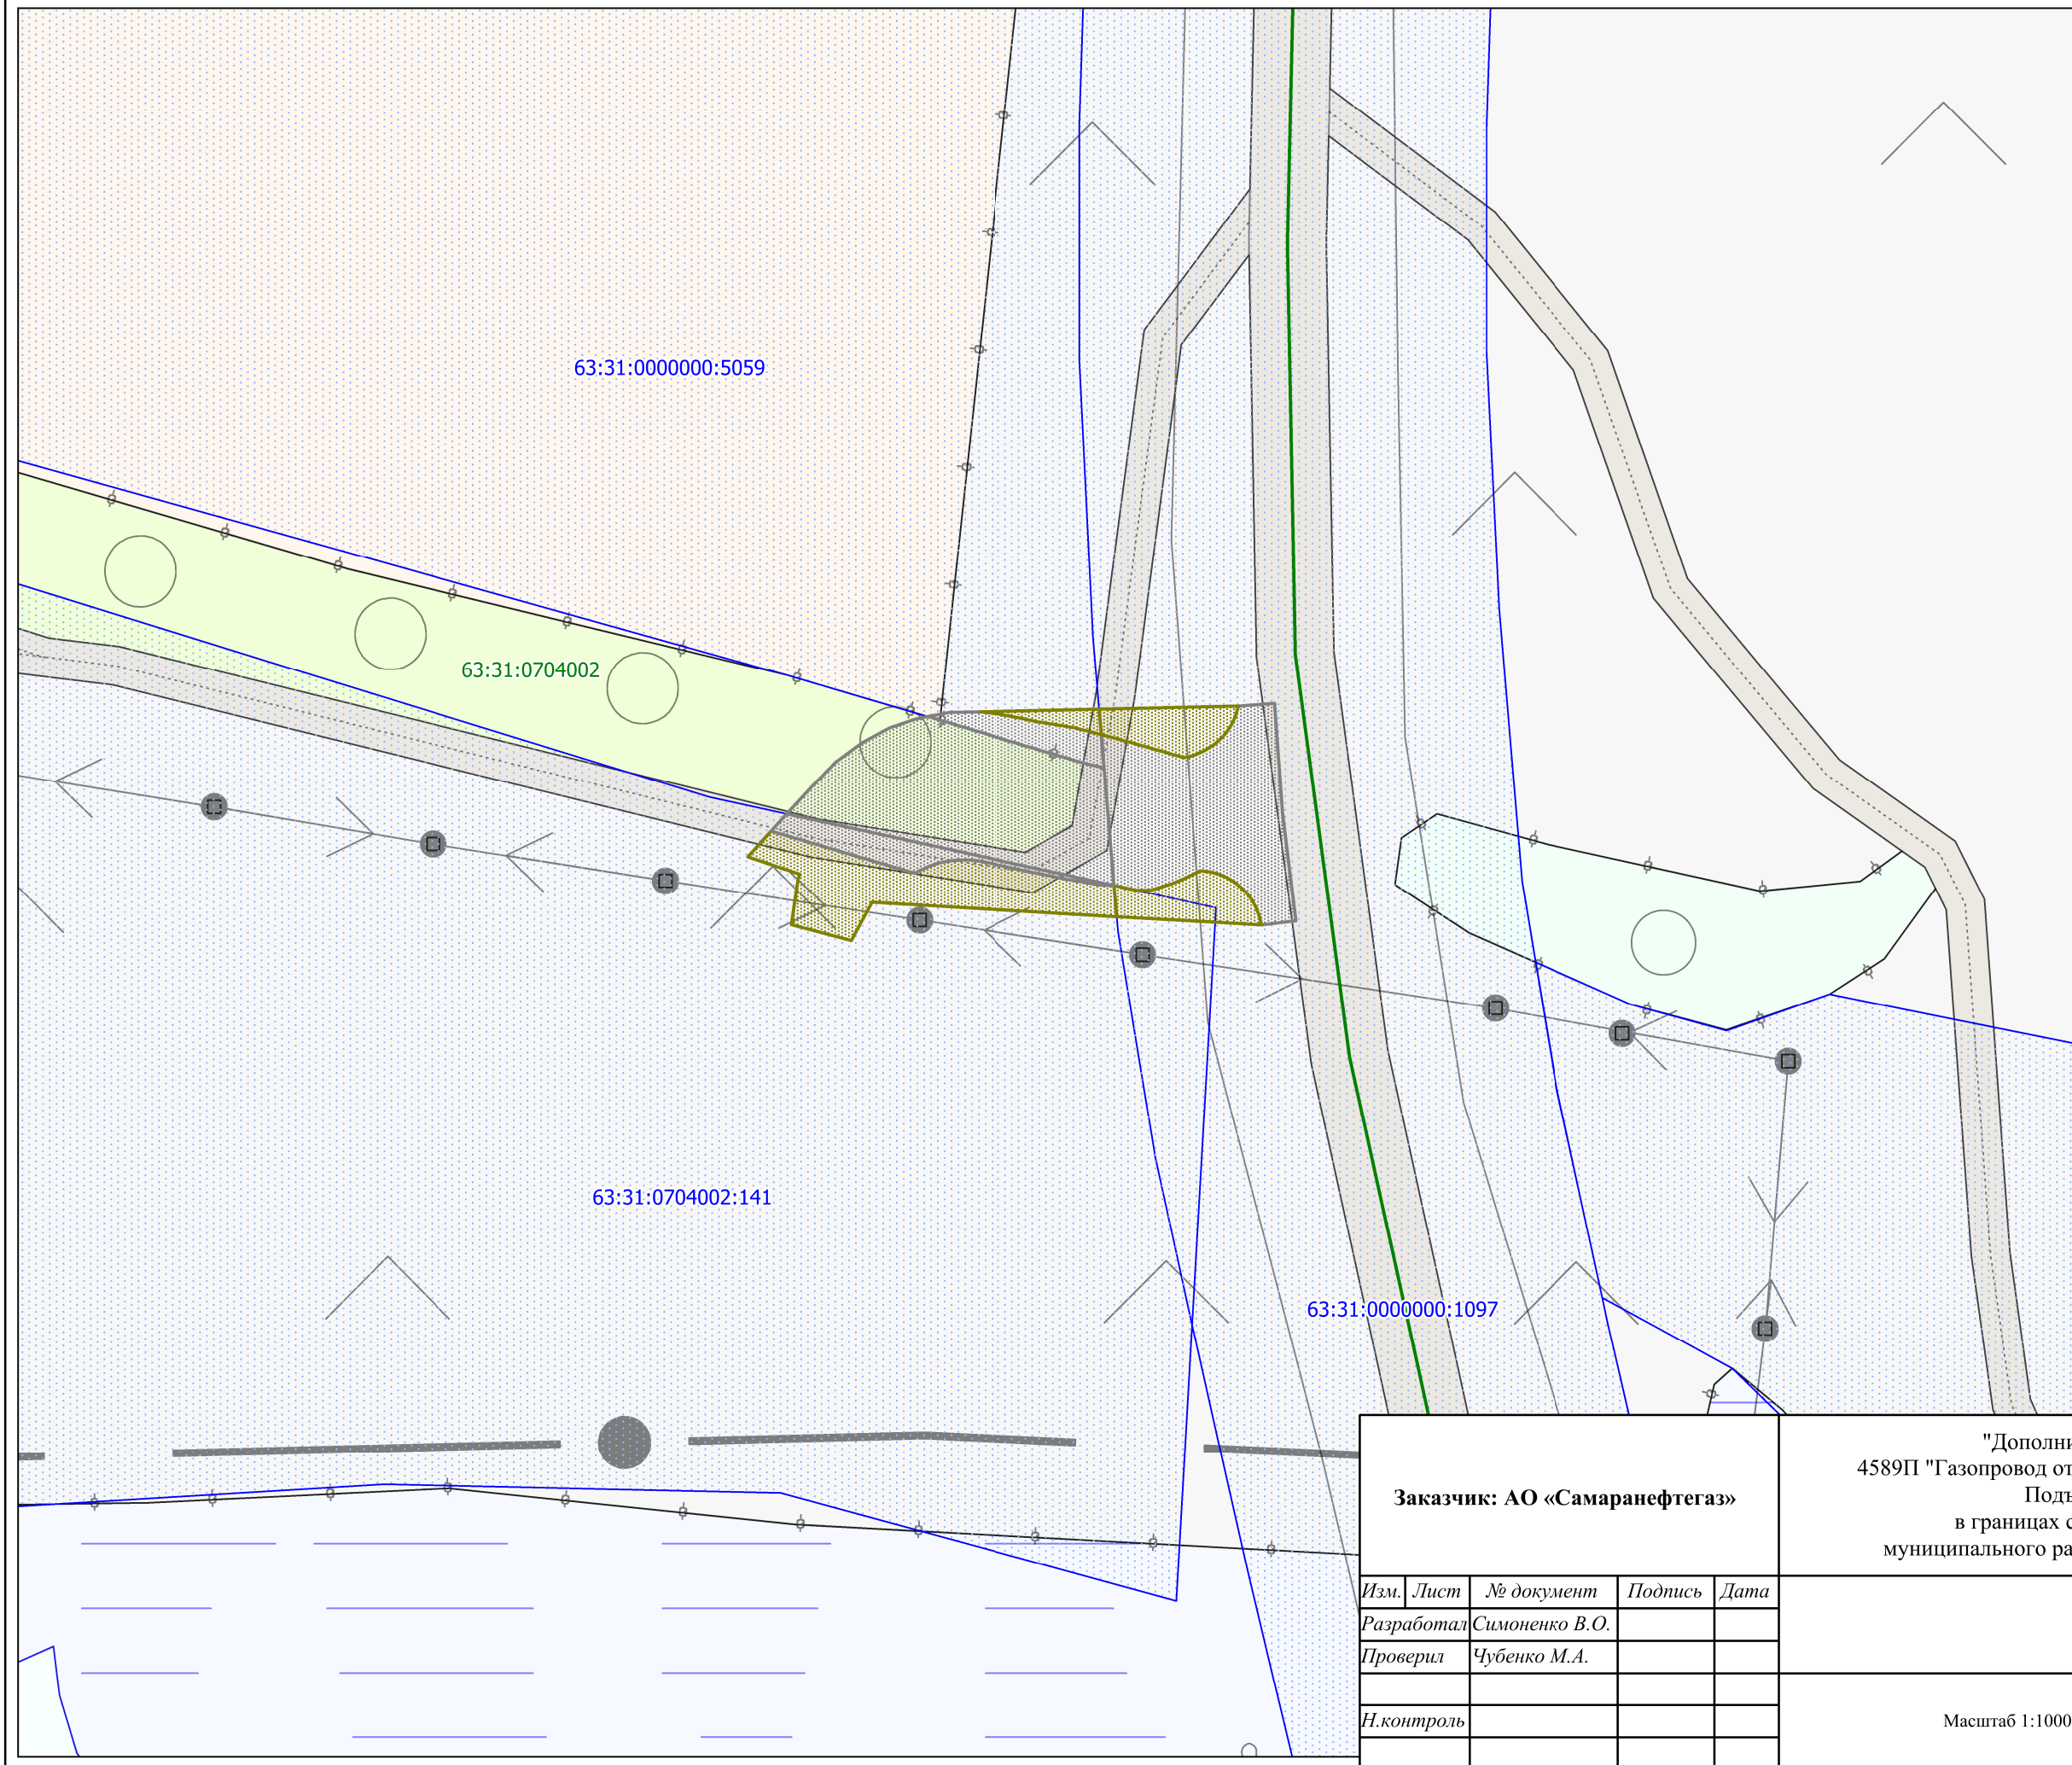 63:31:0000000:5059
63:31:0704002
63:31:0704002:141
63:31:0000000:1097
Заказчик: АО «Самаранефтегаз»
"Дополни
4589П "Газопровод от
Подъ
в границах с
муниципального ра
Изм. Лист № документ Подпись Дата
Разработал Симоненко В.О.
Проверил Чубенко М.А.
Н.контроль
Масштаб 1:1000